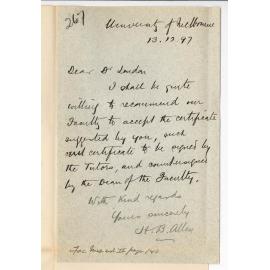 267
University of Melbourne
13.12.97
Dear Dr London
I shall be quite
willing to recommend our
Faculty to accept the certificate
suggested by you, such
certificate to be signed by
the Tutors, and countersigned
by the Dean of the Faculty.
With kind regards
Yours sincerely
H. B. Allen